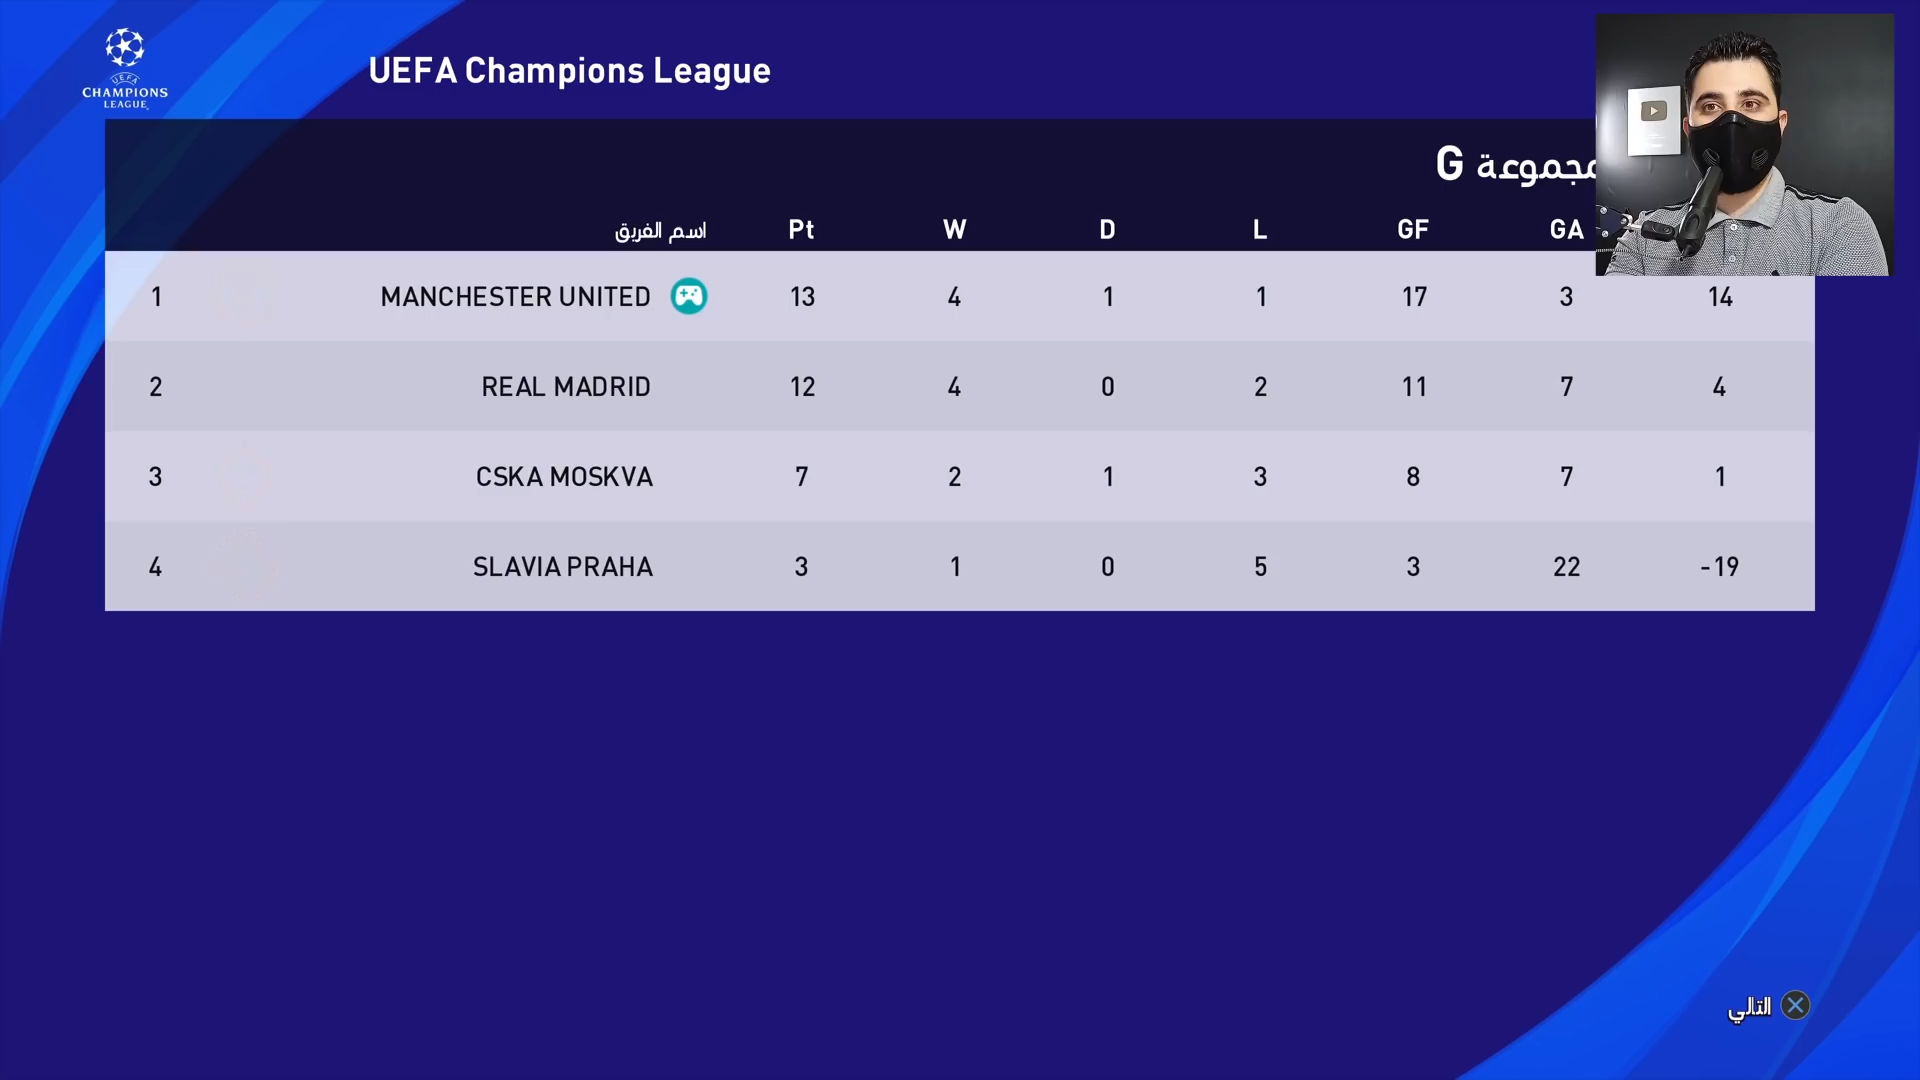 UEFA
CHAMPIONS
LEAGUE
UEFA Champions League
مجموعة G
اسم الفريق Pt W D L GF GA
1 MANCHESTER UNITED 13 4 1 1 17 3 14
2 REAL MADRID 12 4 0 2 11 7 4
3 CSKA MOSKVA 7 2 1 3 8 7 1
4 SLAVIA PRAHA 3 1 0 5 3 22 -19
التالي